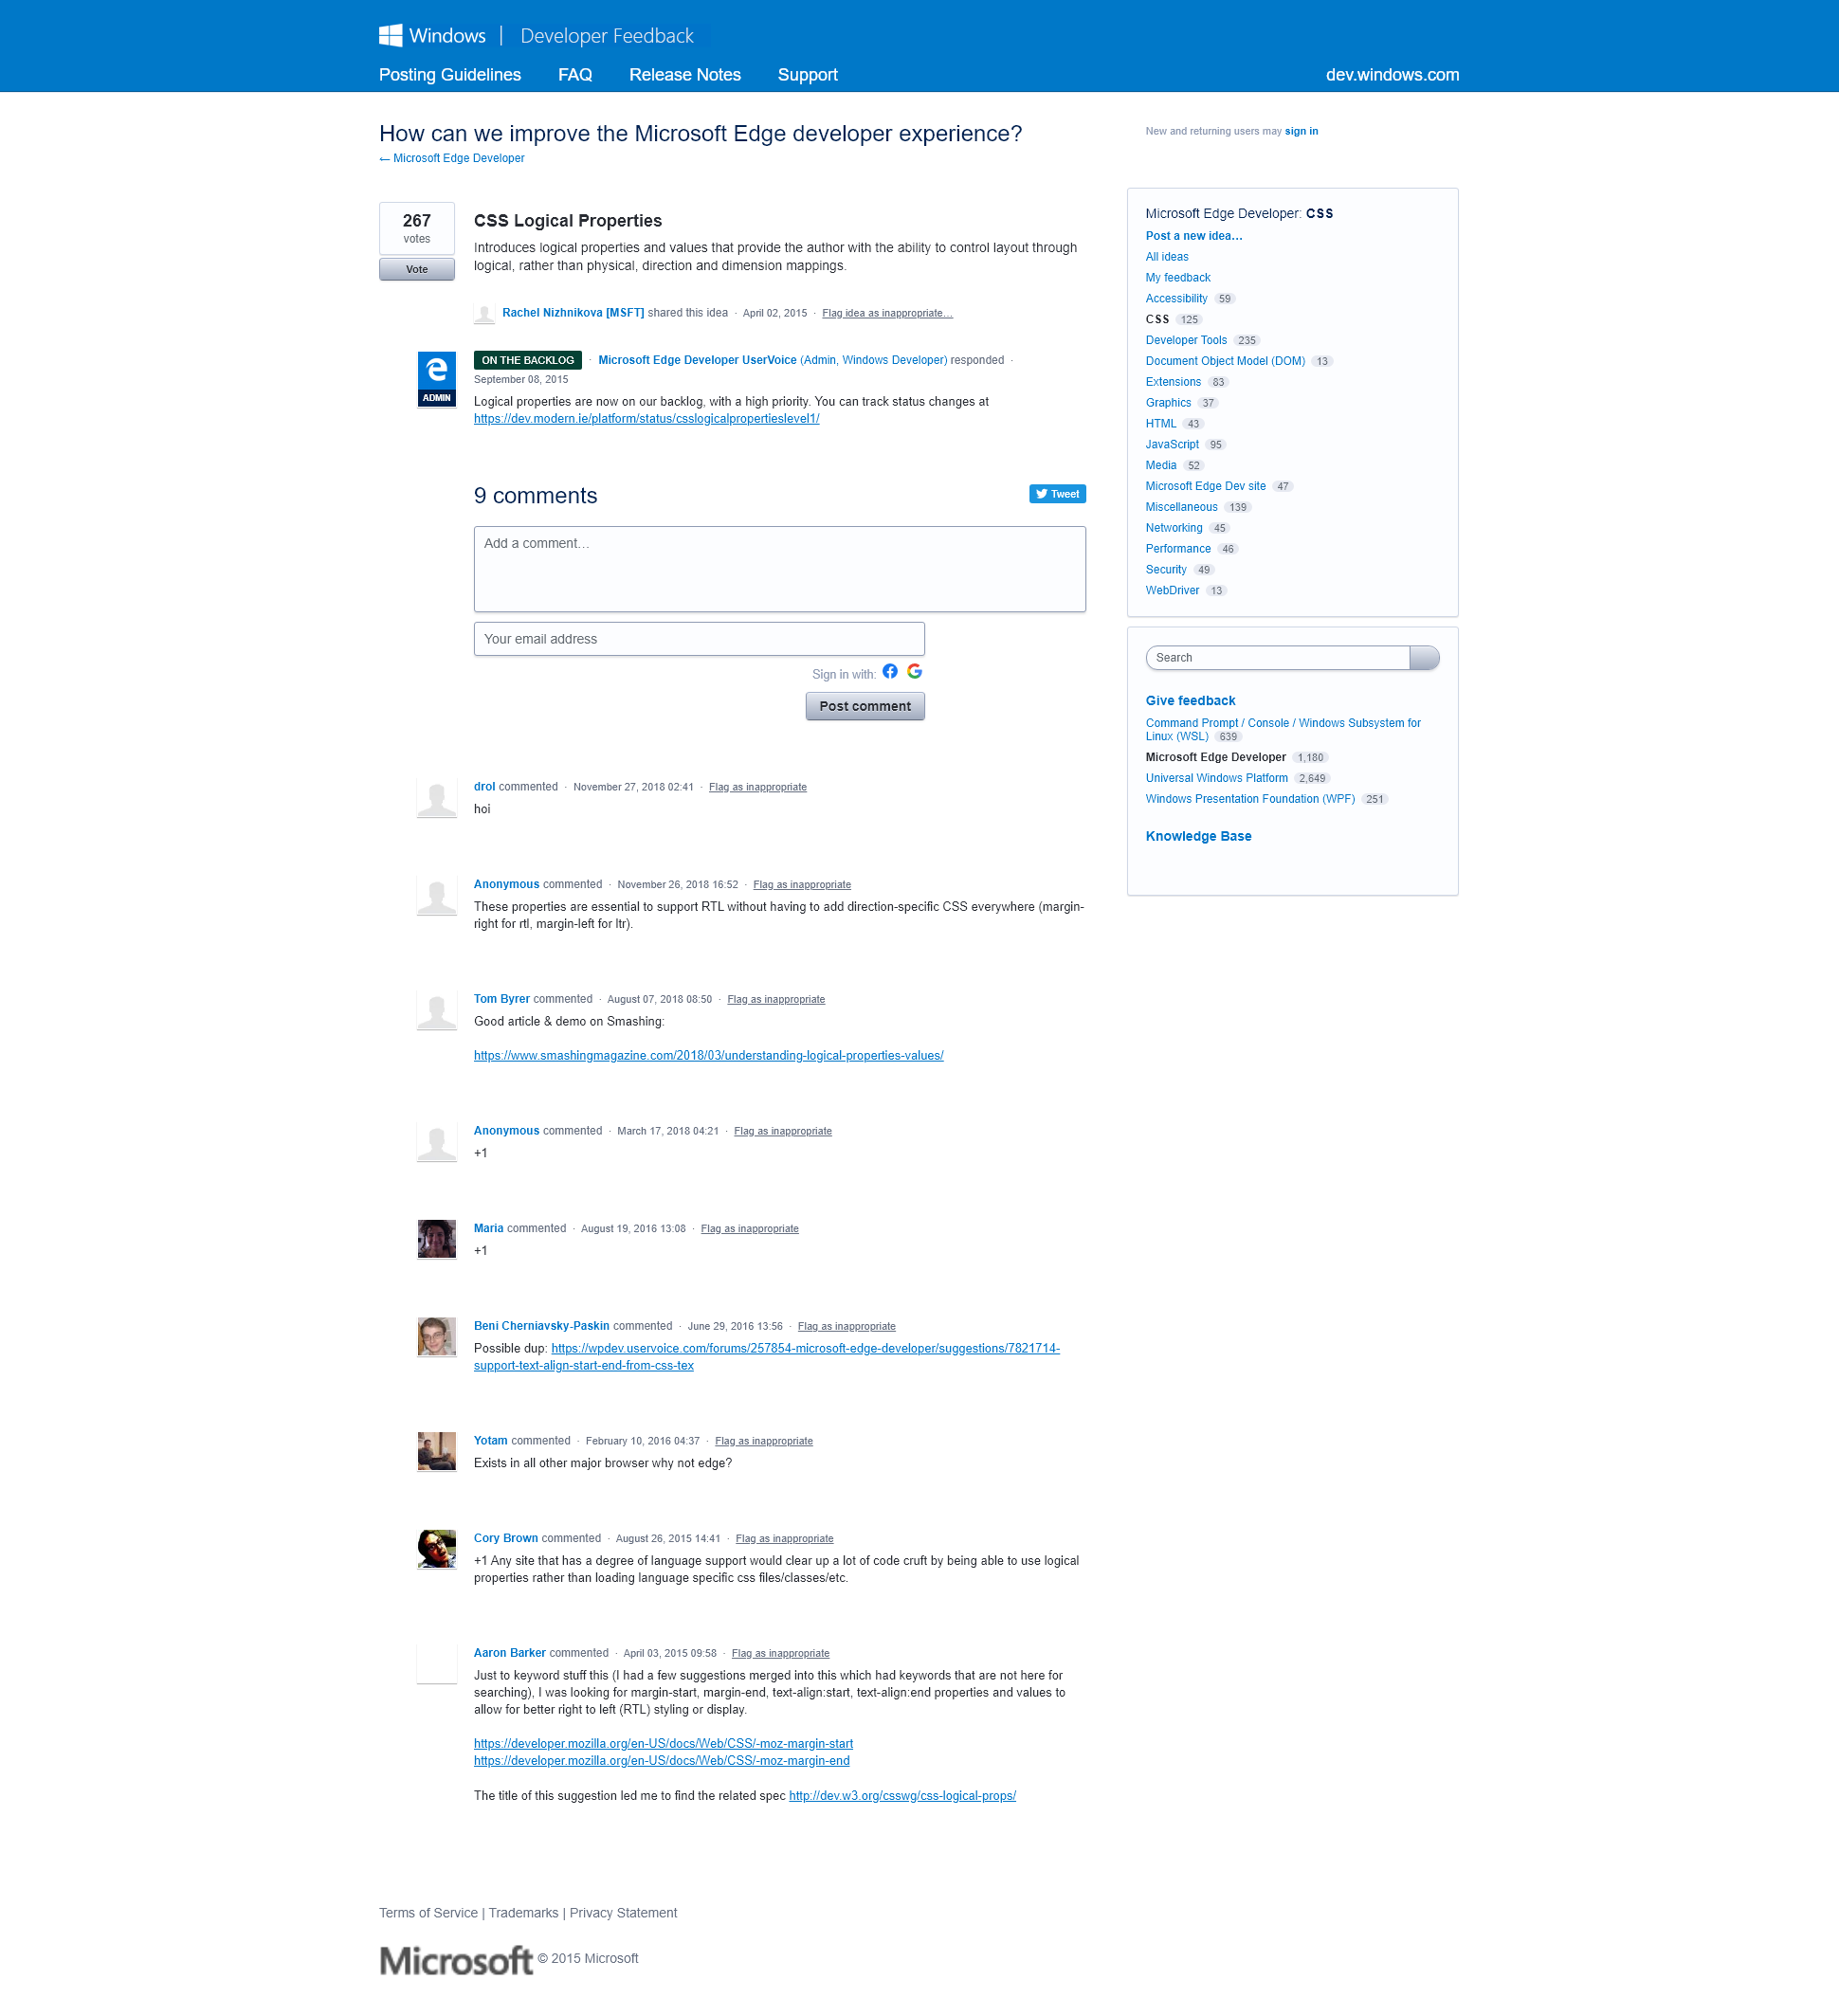 Windows | Developer Feedback
Posting Guidelines FAQ Release Notes Support dev.windows.com
How can we improve the Microsoft Edge developer experience?
← Microsoft Edge Developer
New and returning users may sign in
267
votes
Vote
CSS Logical Properties
Introduces logical properties and values that provide the author with the ability to control layout through
logical, rather than physical, direction and dimension mappings.
Rachel Nizhnikova [MSFT] shared this idea · April 02, 2015 · Flag idea as inappropriate…
ADMIN
ON THE BACKLOG · Microsoft Edge Developer UserVoice (Admin, Windows Developer) responded ·
September 08, 2015
Logical properties are now on our backlog, with a high priority. You can track status changes at
https://dev.modern.ie/platform/status/csslogicalpropertieslevel1/
9 comments
Tweet
Add a comment…
Your email address
Sign in with:
Post comment
drol commented · November 27, 2018 02:41 · Flag as inappropriate
hoi
Anonymous commented · November 26, 2018 16:52 · Flag as inappropriate
These properties are essential to support RTL without having to add direction-specific CSS everywhere (margin-
right for rtl, margin-left for ltr).
Tom Byrer commented · August 07, 2018 08:50 · Flag as inappropriate
Good article & demo on Smashing:
https://www.smashingmagazine.com/2018/03/understanding-logical-properties-values/
Anonymous commented · March 17, 2018 04:21 · Flag as inappropriate
+1
Maria commented · August 19, 2016 13:08 · Flag as inappropriate
+1
Beni Cherniavsky-Paskin commented · June 29, 2016 13:56 · Flag as inappropriate
Possible dup: https://wpdev.uservoice.com/forums/257854-microsoft-edge-developer/suggestions/7821714-
support-text-align-start-end-from-css-tex
Yotam commented · February 10, 2016 04:37 · Flag as inappropriate
Exists in all other major browser why not edge?
Cory Brown commented · August 26, 2015 14:41 · Flag as inappropriate
+1 Any site that has a degree of language support would clear up a lot of code cruft by being able to use logical
properties rather than loading language specific css files/classes/etc.
Aaron Barker commented · April 03, 2015 09:58 · Flag as inappropriate
Just to keyword stuff this (I had a few suggestions merged into this which had keywords that are not here for
searching), I was looking for margin-start, margin-end, text-align:start, text-align:end properties and values to
allow for better right to left (RTL) styling or display.
https://developer.mozilla.org/en-US/docs/Web/CSS/-moz-margin-start
https://developer.mozilla.org/en-US/docs/Web/CSS/-moz-margin-end
The title of this suggestion led me to find the related spec http://dev.w3.org/csswg/css-logical-props/
Microsoft Edge Developer: CSS
Post a new idea…
All ideas
My feedback
Accessibility 59
CSS 125
Developer Tools 235
Document Object Model (DOM) 13
Extensions 83
Graphics 37
HTML 43
JavaScript 95
Media 52
Microsoft Edge Dev site 47
Miscellaneous 139
Networking 45
Performance 46
Security 49
WebDriver 13
Search
Give feedback
Command Prompt / Console / Windows Subsystem for
Linux (WSL) 639
Microsoft Edge Developer 1,180
Universal Windows Platform 2,649
Windows Presentation Foundation (WPF) 251
Knowledge Base
Terms of Service | Trademarks | Privacy Statement
Microsoft © 2015 Microsoft